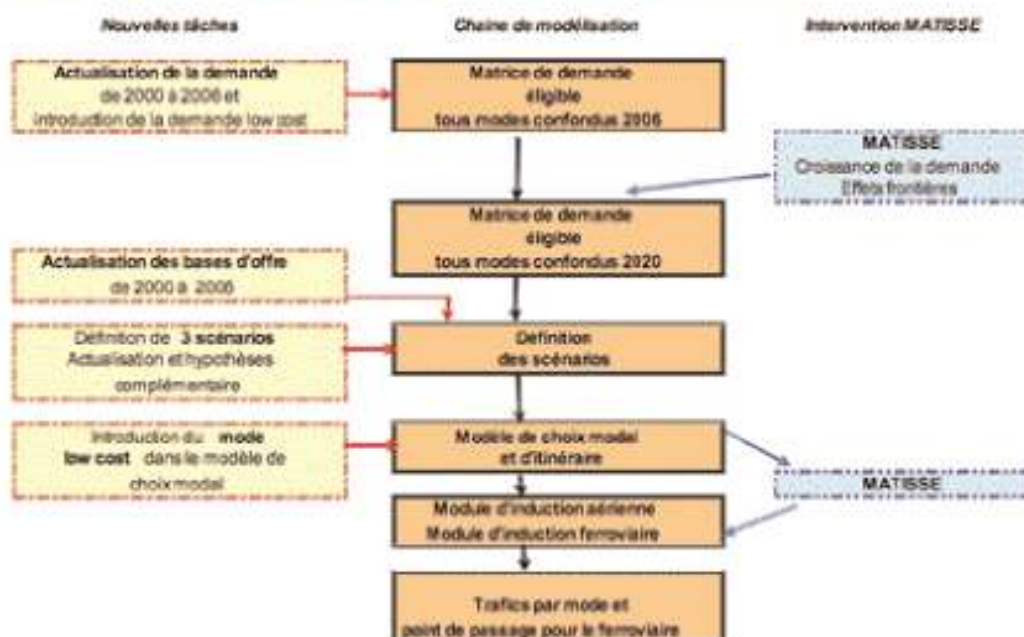 Nouvelles tâches
Chaine de modélisation
Intervention MATISSE
Actualisation de la demande
de 2000 à 2006 et
introduction de la demande low cost
Matrice de demande
éligible
tous modes confondus 2006
MATISSE
Croissance de la demande
Effets frontières
Matrice de demande
éligible
tous modes confondus 2020
Actualisation des bases d'offre
de 2000 à 2006
Définition de 3 scénarios
Actualisation et hypothèses
complémentaire
Définition
des scénarios
Introduction du mode
low cost dans le modèle de
choix modal
Modèle de choix modal
et d'itinéraire
MATISSE
Module d'induction aérienne
Module d'induction ferroviaire
Trafics par mode et
point de passage pour le ferroviaire